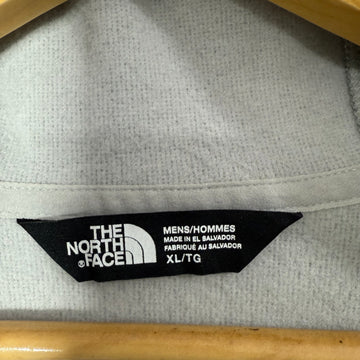 THE
NORTH
FACE®
MENS/HOMMES
MADE IN EL SALVADOR
FABRIQUÉ AU SALVADOR
XL/TG